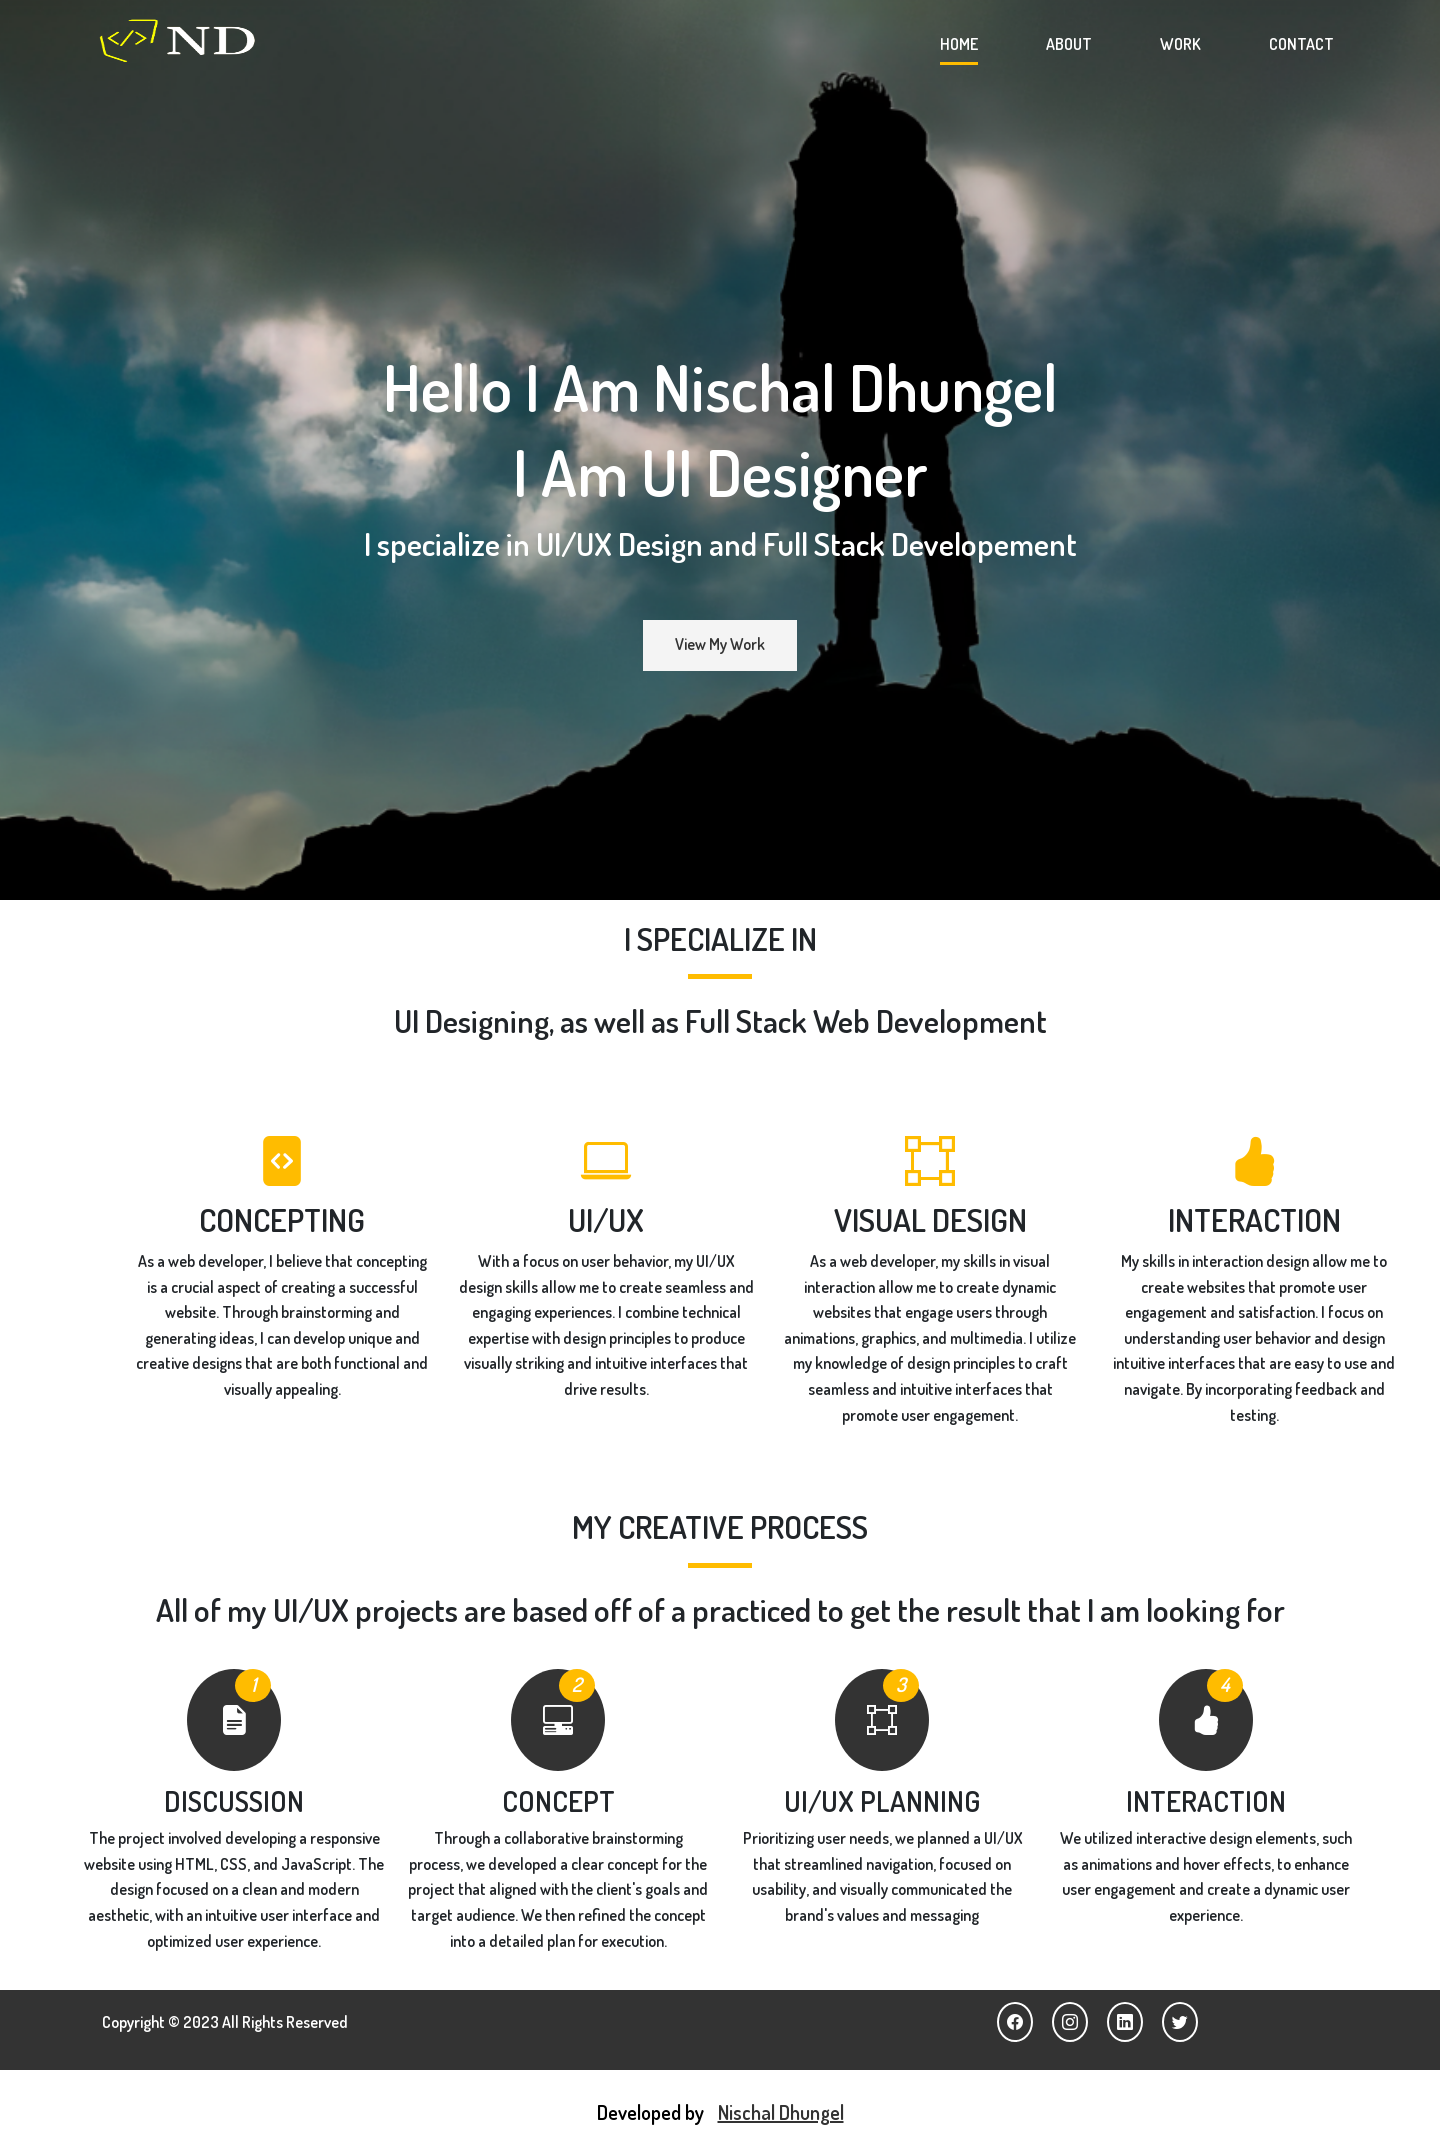 </> ND
HOME ABOUT WORK CONTACT
Hello I Am Nischal Dhungel
I Am UI Designer
I specialize in UI/UX Design and Full Stack Developement
View My Work
I SPECIALIZE IN
UI Designing, as well as Full Stack Web Development
CONCEPTING
As a web developer, I believe that concepting
is a crucial aspect of creating a successful
website. Through brainstorming and
generating ideas, I can develop unique and
creative designs that are both functional and
visually appealing.
UI/UX
With a focus on user behavior, my UI/UX
design skills allow me to create seamless and
engaging experiences. I combine technical
expertise with design principles to produce
visually striking and intuitive interfaces that
drive results.
VISUAL DESIGN
As a web developer, my skills in visual
interaction allow me to create dynamic
websites that engage users through
animations, graphics, and multimedia. I utilize
my knowledge of design principles to craft
seamless and intuitive interfaces that
promote user engagement.
INTERACTION
My skills in interaction design allow me to
create websites that promote user
engagement and satisfaction. I focus on
understanding user behavior and design
intuitive interfaces that are easy to use and
navigate. By incorporating feedback and
testing.
MY CREATIVE PROCESS
All of my UI/UX projects are based off of a practiced to get the result that I am looking for
1
DISCUSSION
The project involved developing a responsive
website using HTML, CSS, and JavaScript. The
design focused on a clean and modern
aesthetic, with an intuitive user interface and
optimized user experience.
2
CONCEPT
Through a collaborative brainstorming
process, we developed a clear concept for the
project that aligned with the client's goals and
target audience. We then refined the concept
into a detailed plan for execution.
3
UI/UX PLANNING
Prioritizing user needs, we planned a UI/UX
that streamlined navigation, focused on
usability, and visually communicated the
brand's values and messaging
4
INTERACTION
We utilized interactive design elements, such
as animations and hover effects, to enhance
user engagement and create a dynamic user
experience.
Copyright © 2023 All Rights Reserved
Developed by Nischal Dhungel